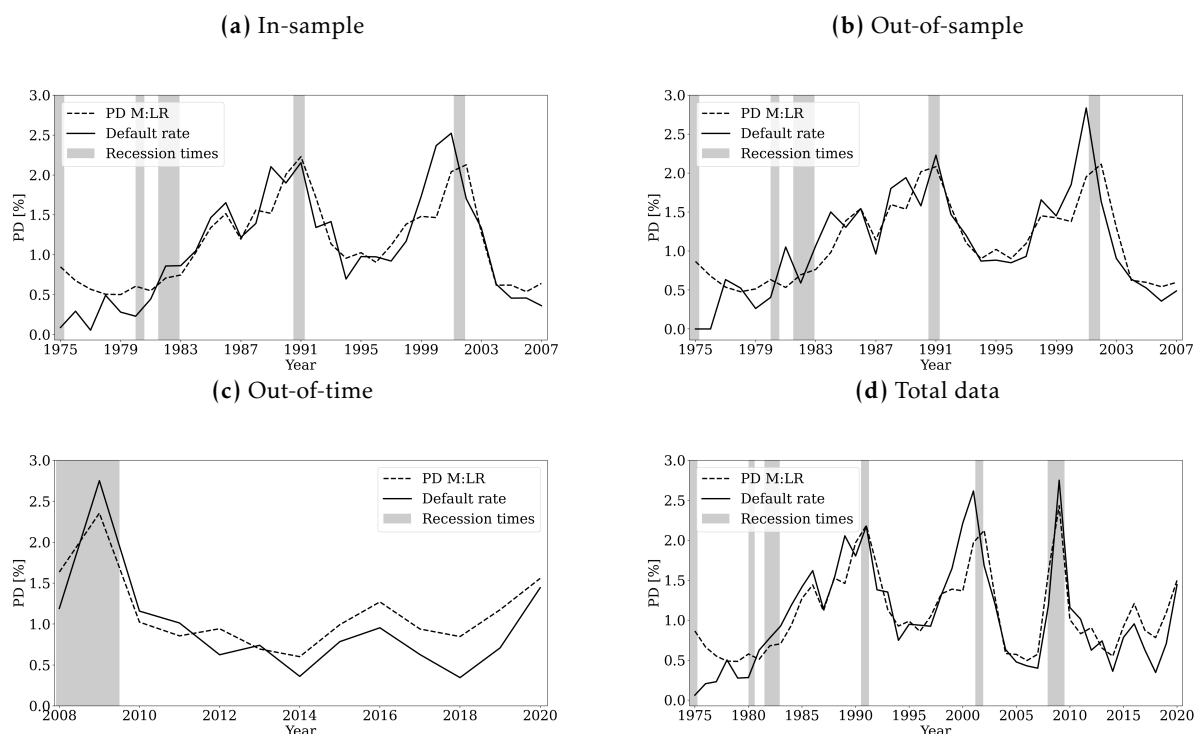 (a) In-sample
(b) Out-of-sample
3.0
2.5
2.0
1.5
1.0
0.5
0.0
PD [%]
PD M:LR
Default rate
Recession times
1975 1979 1983 1987 1991 1995 1999 2003 2007
Year
3.0
2.5
2.0
1.5
1.0
0.5
0.0
PD [%]
PD M:LR
Default rate
Recession times
1975 1979 1983 1987 1991 1995 1999 2003 2007
Year
(c) Out-of-time
(d) Total data
3.0
2.5
2.0
1.5
1.0
0.5
0.0
PD [%]
PD M:LR
Default rate
Recession times
2008 2010 2012 2014 2016 2018 2020
Year
3.0
2.5
2.0
1.5
1.0
0.5
0.0
PD [%]
PD M:LR
Default rate
Recession times
1975 1980 1985 1990 1995 2000 2005 2010 2015 2020
Year